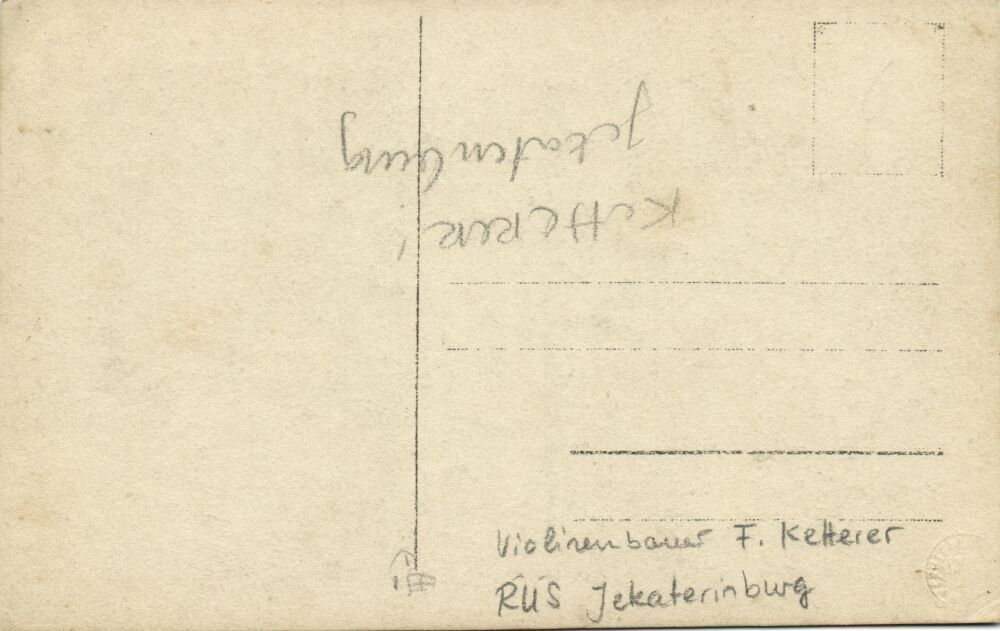 Ketterer,
Jekaterinburg
Violinenbauer F. Ketterer
RUS Jekaterinburg